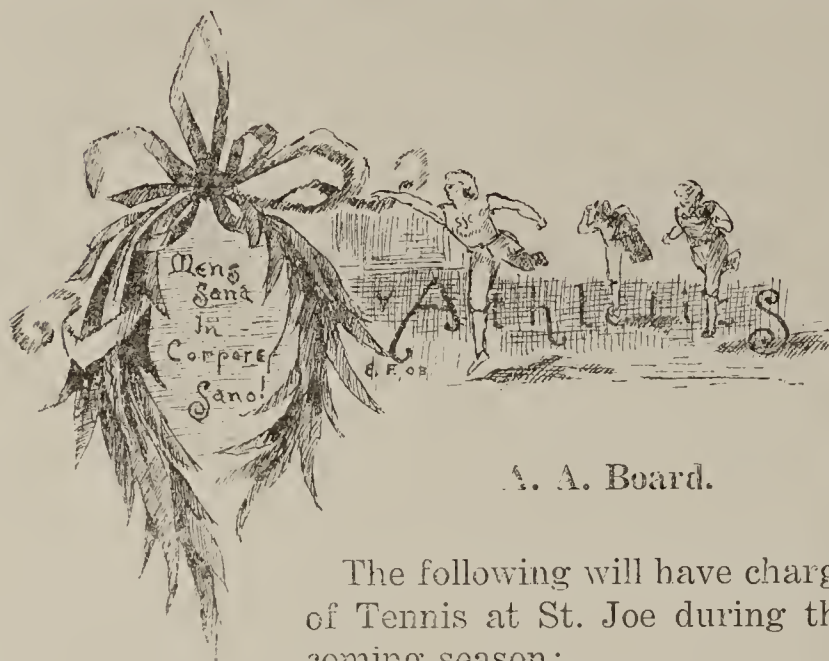 Mens
Sana
In
Corpore
Sano!
SJC
Athletics
E. F. 08
A. A. Board.
The following will have charg
of Tennis at St. Joe during th
coming season: